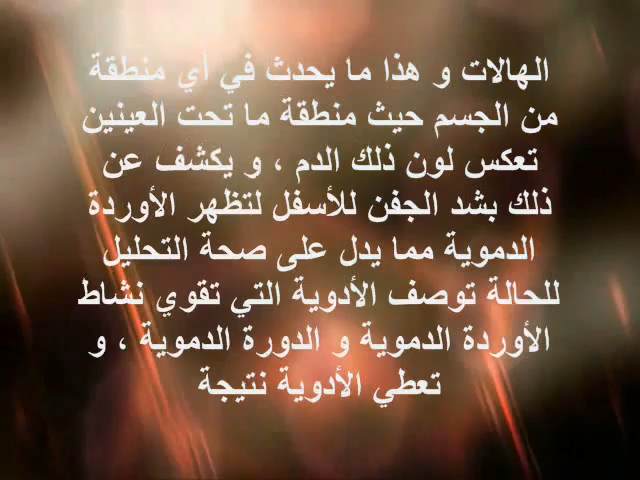 الهالات و هذا ما يحدث في أي منطقة
من الجسم حيث منطقة ما تحت العينين
تعكس لون ذلك الدم ، و يكشف عن
ذلك بشد الجفن للأسفل لتظهر الأوردة
الدموية مما يدل على صحة التحليل
للحالة توصف الأدوية التي تقوي نشاط
الأوردة الدموية و الدورة الدموية ، و
تعطي الأدوية نتيجة